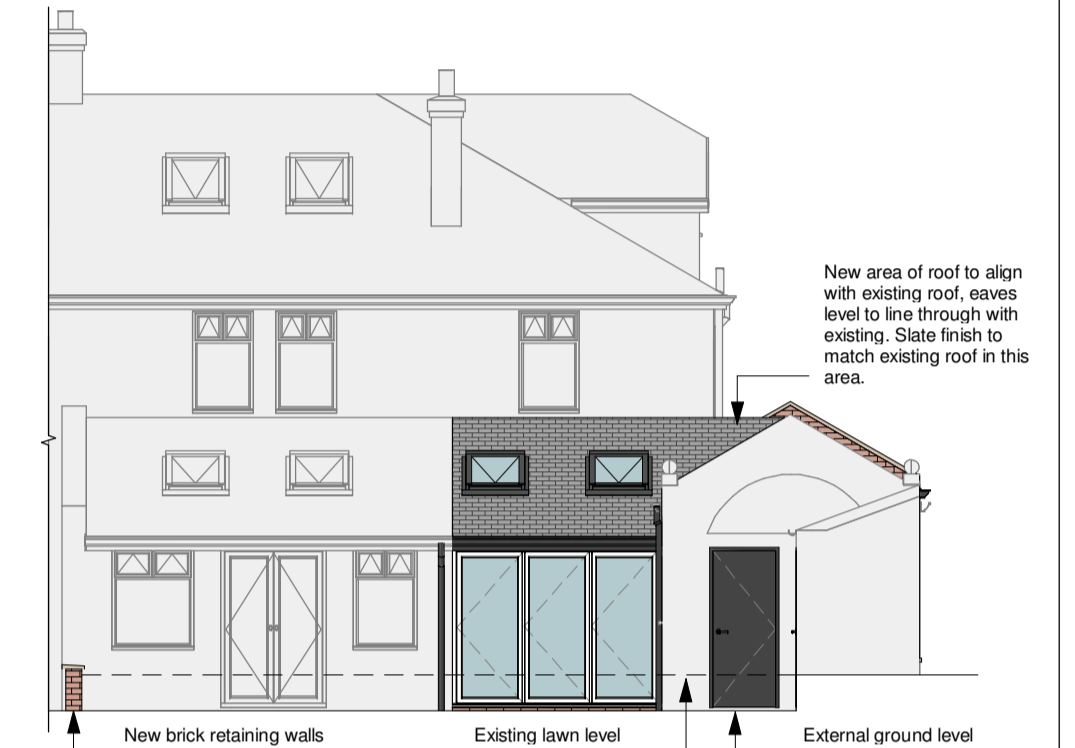 New area of roof to align
with existing roof, eaves
level to line through with
existing. Slate finish to
match existing roof in this
area.
New brick retaining walls
Existing lawn level
External ground level